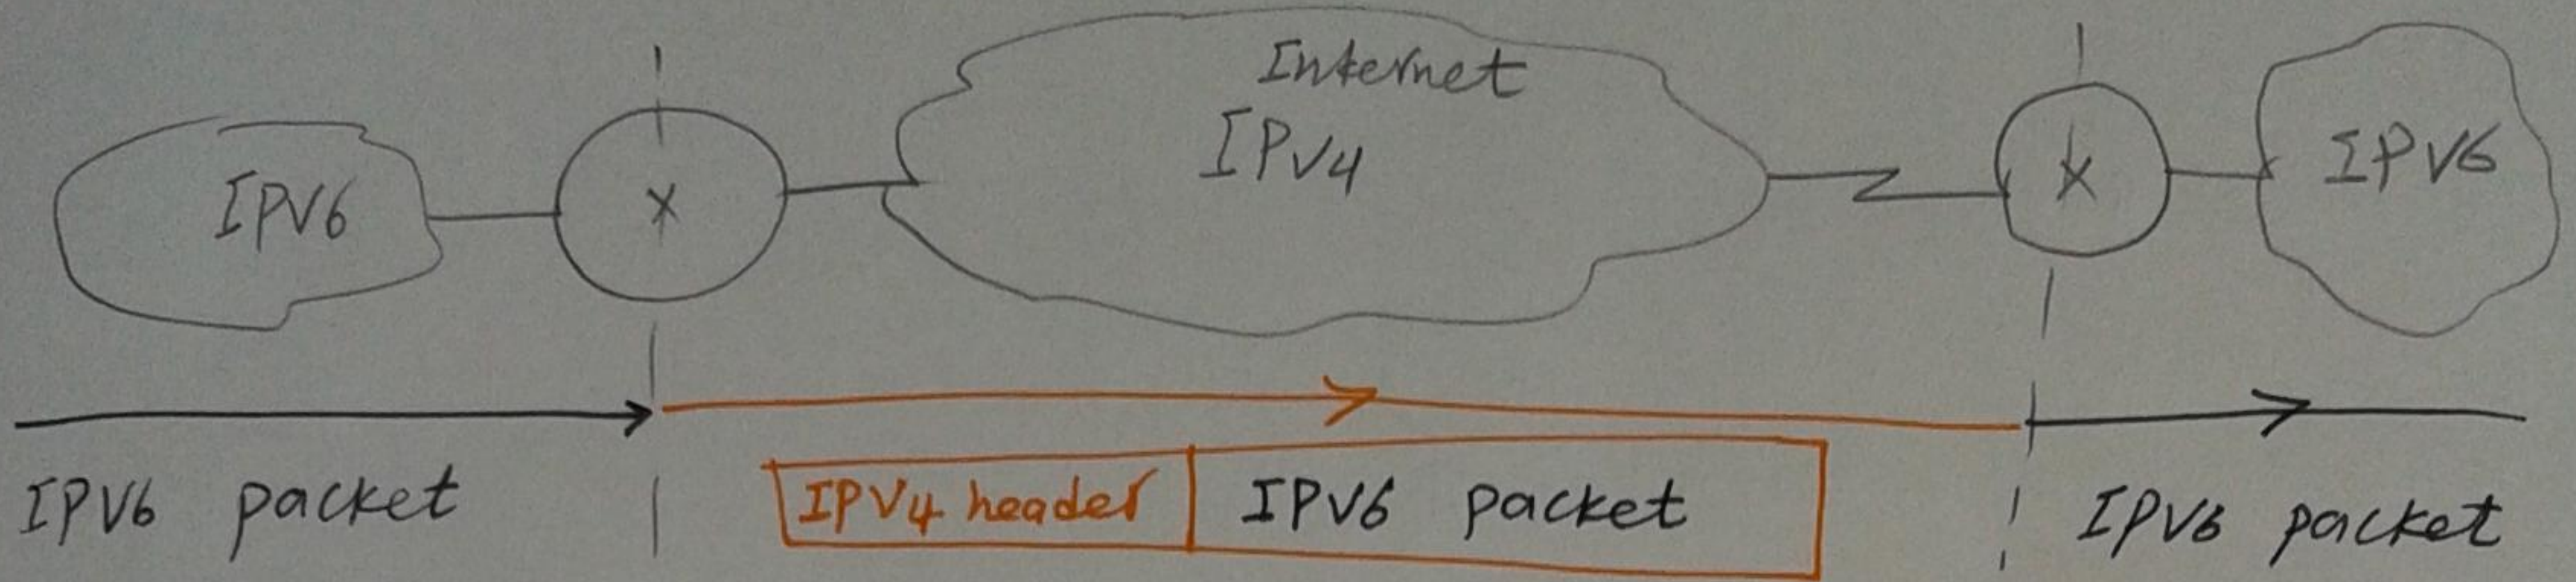 Internet
IPV6
X
IPV4
X
IPV6
IPV6 packet
IPV4 header
IPV6 packet
IPV6 packet